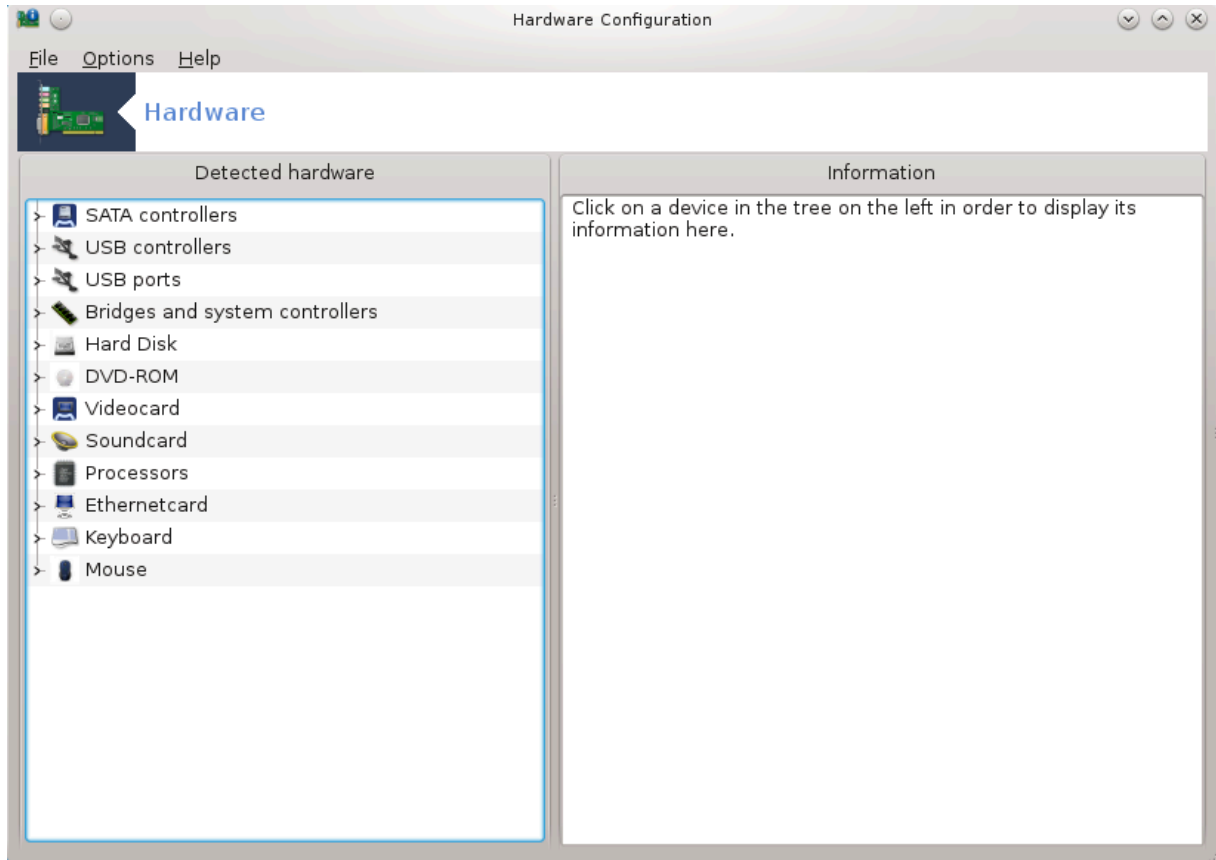 Hardware Configuration
File Options Help
Hardware
Detected hardware
SATA controllers
USB controllers
USB ports
Bridges and system controllers
Hard Disk
DVD-ROM
Videocard
Soundcard
Processors
Ethernetcard
Keyboard
Mouse
Information
Click on a device in the tree on the left in order to display its
information here.